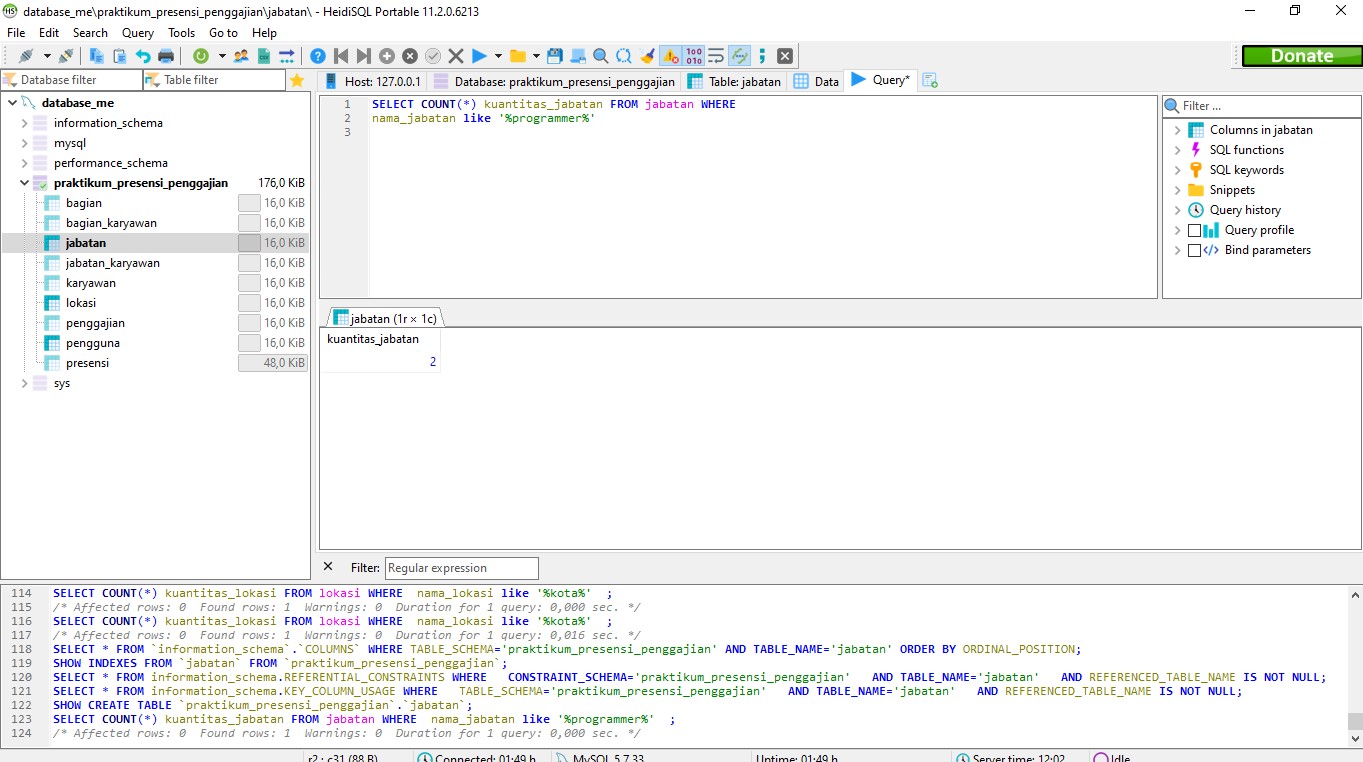 database_me\praktikum_presensi_penggajian\jabatan\ - HeidiSQL Portable 11.2.0.6213
File Edit Search Query Tools Go to Help
Donate
Database filter Table filter
Host: 127.0.0.1 Database: praktikum_presensi_penggajian Table: jabatan Data Query*
database_me
information_schema
mysql
performance_schema
praktikum_presensi_penggajian 176,0 KiB
bagian 16,0 KiB
bagian_karyawan 16,0 KiB
jabatan 16,0 KiB
jabatan_karyawan 16,0 KiB
karyawan 16,0 KiB
lokasi 16,0 KiB
penggajian 16,0 KiB
pengguna 16,0 KiB
presensi 48,0 KiB
sys
1 SELECT COUNT(*) kuantitas_jabatan FROM jabatan WHERE
2 nama_jabatan like '%programmer%'
3
Filter ...
Columns in jabatan
SQL functions
SQL keywords
Snippets
Query history
Query profile
Bind parameters
jabatan (1r × 1c)
kuantitas_jabatan
2
Filter: Regular expression
114 SELECT COUNT(*) kuantitas_lokasi FROM lokasi WHERE  nama_lokasi like '%kota%'  ;
115 /* Affected rows: 0  Found rows: 1  Warnings: 0  Duration for 1 query: 0,000 sec. */
116 SELECT COUNT(*) kuantitas_lokasi FROM lokasi WHERE  nama_lokasi like '%kota%'  ;
117 /* Affected rows: 0  Found rows: 1  Warnings: 0  Duration for 1 query: 0,016 sec. */
118 SELECT * FROM `information_schema`.`COLUMNS` WHERE TABLE_SCHEMA='praktikum_presensi_penggajian' AND TABLE_NAME='jabatan' ORDER BY ORDINAL_POSITION;
119 SHOW INDEXES FROM `jabatan` FROM `praktikum_presensi_penggajian`;
120 SELECT * FROM information_schema.REFERENTIAL_CONSTRAINTS WHERE   CONSTRAINT_SCHEMA='praktikum_presensi_penggajian'   AND TABLE_NAME='jabatan'   AND REFERENCED_TABLE_NAME IS NOT NULL;
121 SELECT * FROM information_schema.KEY_COLUMN_USAGE WHERE   TABLE_SCHEMA='praktikum_presensi_penggajian'   AND TABLE_NAME='jabatan'   AND REFERENCED_TABLE_NAME IS NOT NULL;
122 SHOW CREATE TABLE `praktikum_presensi_penggajian`.`jabatan`;
123 SELECT COUNT(*) kuantitas_jabatan FROM jabatan WHERE  nama_jabatan like '%programmer%'  ;
124 /* Affected rows: 0  Found rows: 1  Warnings: 0  Duration for 1 query: 0,000 sec. */
r2 : c31 (88 B) Connected: 01:49 h MySQL 5.7.33 Uptime: 01:49 h Server time: 12:02 Idle